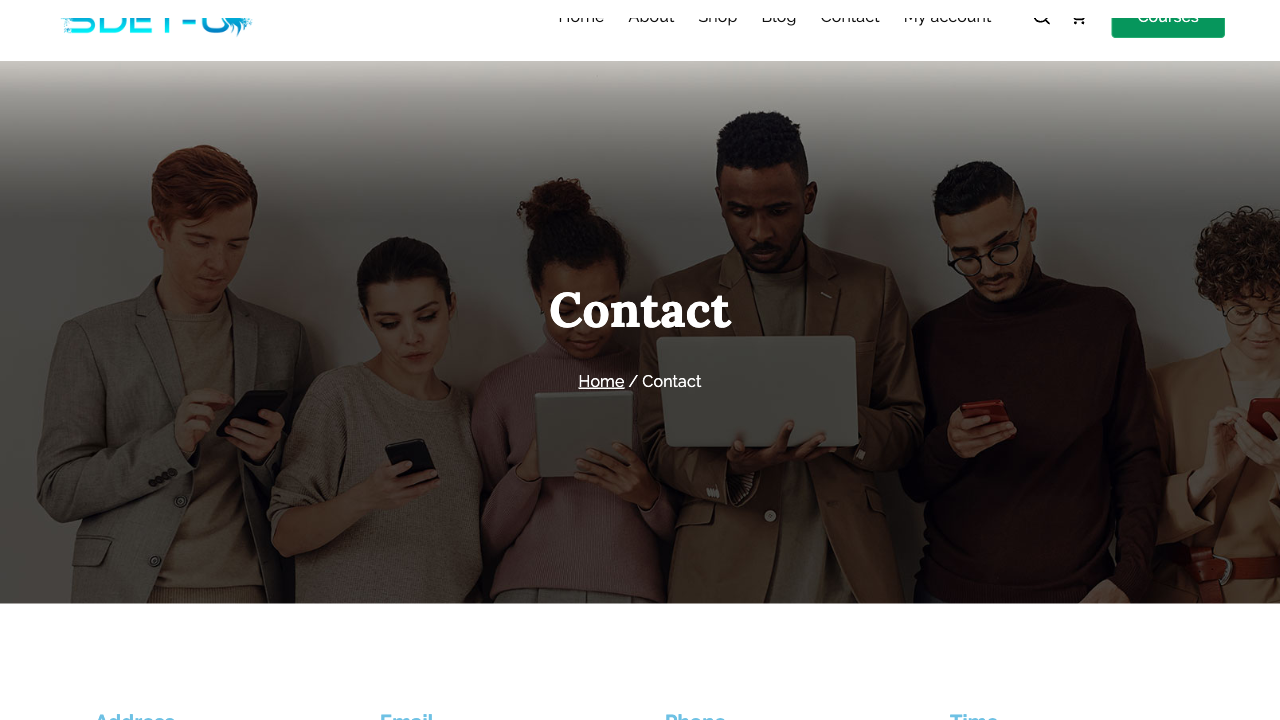 SDET-U
Home About Shop Blog Contact My account Courses
Contact
Home / Contact
Address Email Phone Time